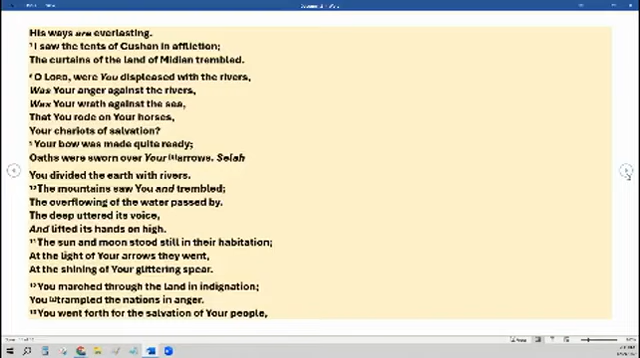 His ways are everlasting.
7 I saw the tents of Cushan in affliction;
The curtains of the land of Midian trembled.
8 O LORD, were You displeased with the rivers,
Was Your anger against the rivers,
Was Your wrath against the sea,
That You rode on Your horses,
Your chariots of salvation?
9 Your bow was made quite ready;
Oaths were sworn over Your arrows. Selah
You divided the earth with rivers.
10 The mountains saw You and trembled;
The overflowing of the water passed by.
The deep uttered its voice,
And lifted its hands on high.
11 The sun and moon stood still in their habitation;
At the light of Your arrows they went,
At the shining of Your glittering spear.
12 You marched through the land in indignation;
You trampled the nations in anger.
13 You went forth for the salvation of Your people,